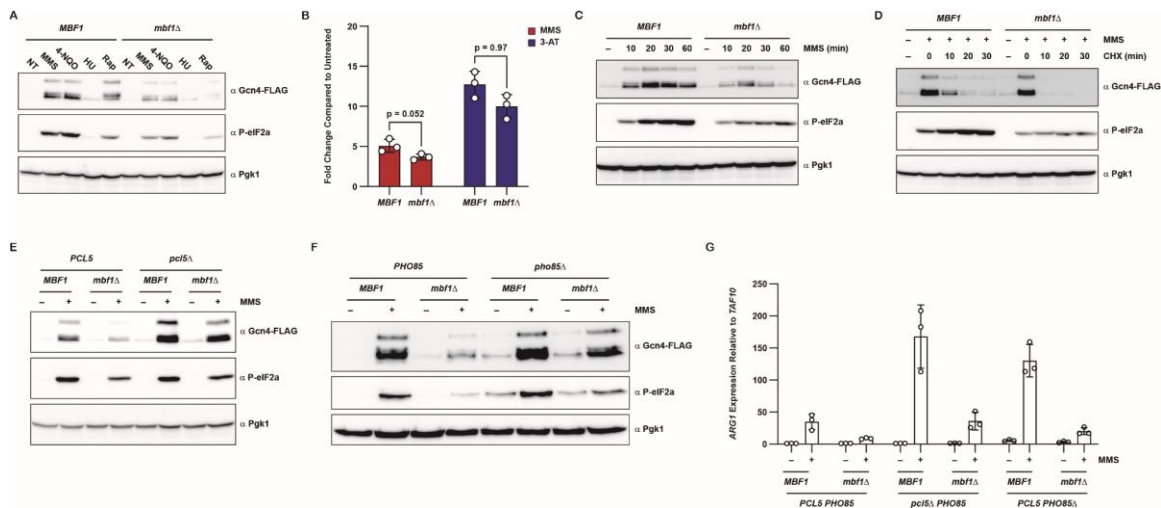 A
MBF1 mbf1Δ
NT MMS 4-NQO HU Rap NT MMS 4-NQO HU Rap
α Gcn4-FLAG
α P-eIF2a
α Pgk1
B
MMS
3-AT
Fold Change Compared to Untreated
20
15
10
5
0
p = 0.052
p = 0.97
MBF1 mbf1Δ MBF1 mbf1Δ
C
MBF1 mbf1Δ
– 10 20 30 60 – 10 20 30 60 MMS (min)
α Gcn4-FLAG
α P-eIF2a
α Pgk1
D
MBF1 mbf1Δ
– + + + + – + + + + MMS
– 0 10 20 30 – 0 10 20 30 CHX (min)
α Gcn4-FLAG
α P-eIF2a
α Pgk1
E
PCL5 pcl5Δ
MBF1 mbf1Δ MBF1 mbf1Δ
– + – + – + – + MMS
α Gcn4-FLAG
α P-eIF2a
α Pgk1
F
PHO85 pho85Δ
MBF1 mbf1Δ MBF1 mbf1Δ
– + – + – + – + MMS
α Gcn4-FLAG
α P-eIF2a
α Pgk1
G
ARG1 Expression Relative to TAF10
250
200
150
100
50
0
– + – + – + – + – + – + MMS
MBF1 mbf1Δ MBF1 mbf1Δ MBF1 mbf1Δ
PCL5 PHO85 pcl5Δ PHO85 PCL5 PHO85Δ